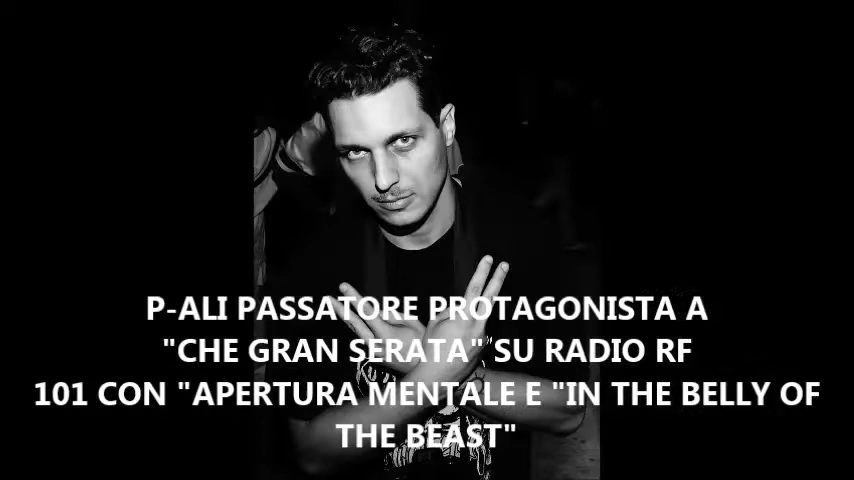 P-ALI PASSATORE PROTAGONISTA A
"CHE GRAN SERATA" SU RADIO RF
101 CON "APERTURA MENTALE E "IN THE BELLY OF
THE BEAST"